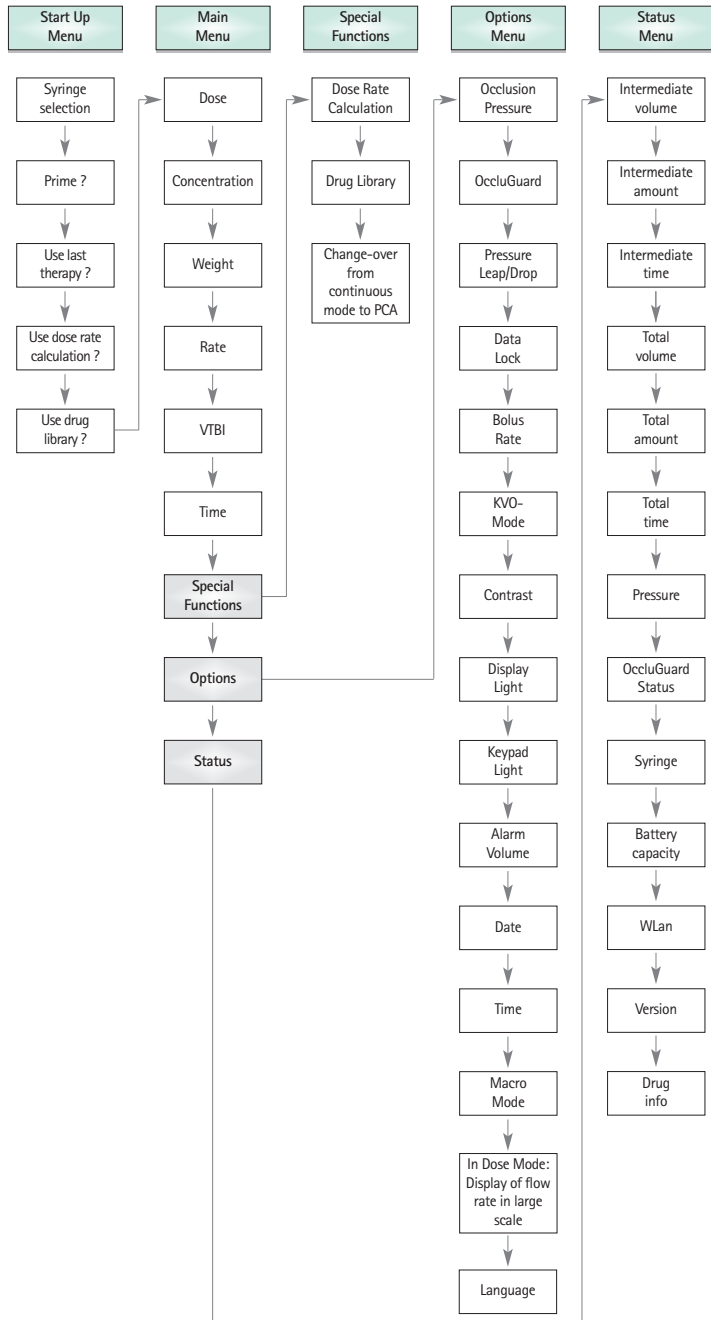 Start Up
Menu
Syringe
selection
Prime ?
Use last
therapy ?
Use dose rate
calculation ?
Use drug
library ?
Main
Menu
Dose
Concentration
Weight
Rate
VTBI
Time
Special
Functions
Options
Status
Special
Functions
Dose Rate
Calculation
Drug Library
Change-over
from
continuous
mode to PCA
Options
Menu
Occlusion
Pressure
OccluGuard
Pressure
Leap/Drop
Data
Lock
Bolus
Rate
KVO-
Mode
Contrast
Display
Light
Keypad
Light
Alarm
Volume
Date
Time
Macro
Mode
In Dose Mode:
Display of flow
rate in large
scale
Language
Status
Menu
Intermediate
volume
Intermediate
amount
Intermediate
time
Total
volume
Total
amount
Total
time
Pressure
OccluGuard
Status
Syringe
Battery
capacity
WLan
Version
Drug
info